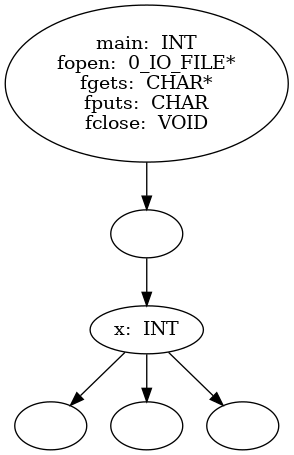 main: INT
fopen: 0_IO_FILE*
fgets: CHAR*
fputs: CHAR
fclose: VOID
x: INT